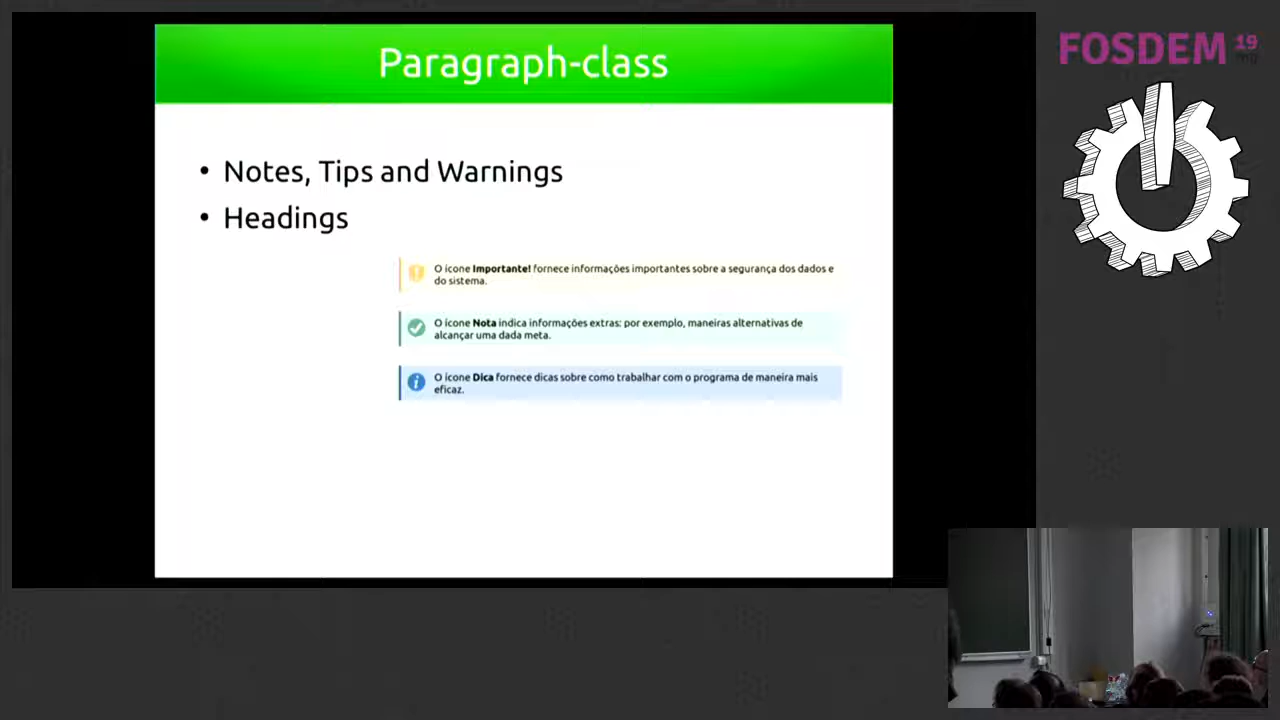 Paragraph-class
• Notes, Tips and Warnings
• Headings
O ícone Importante! fornece informações importantes sobre a segurança dos dados e
do sistema.
O ícone Nota indica informações extras: por exemplo, maneiras alternativas de
alcançar uma dada meta.
O ícone Dica fornece dicas sobre como trabalhar com o programa de maneira mais
eficaz.
FOSDEM 19
.org